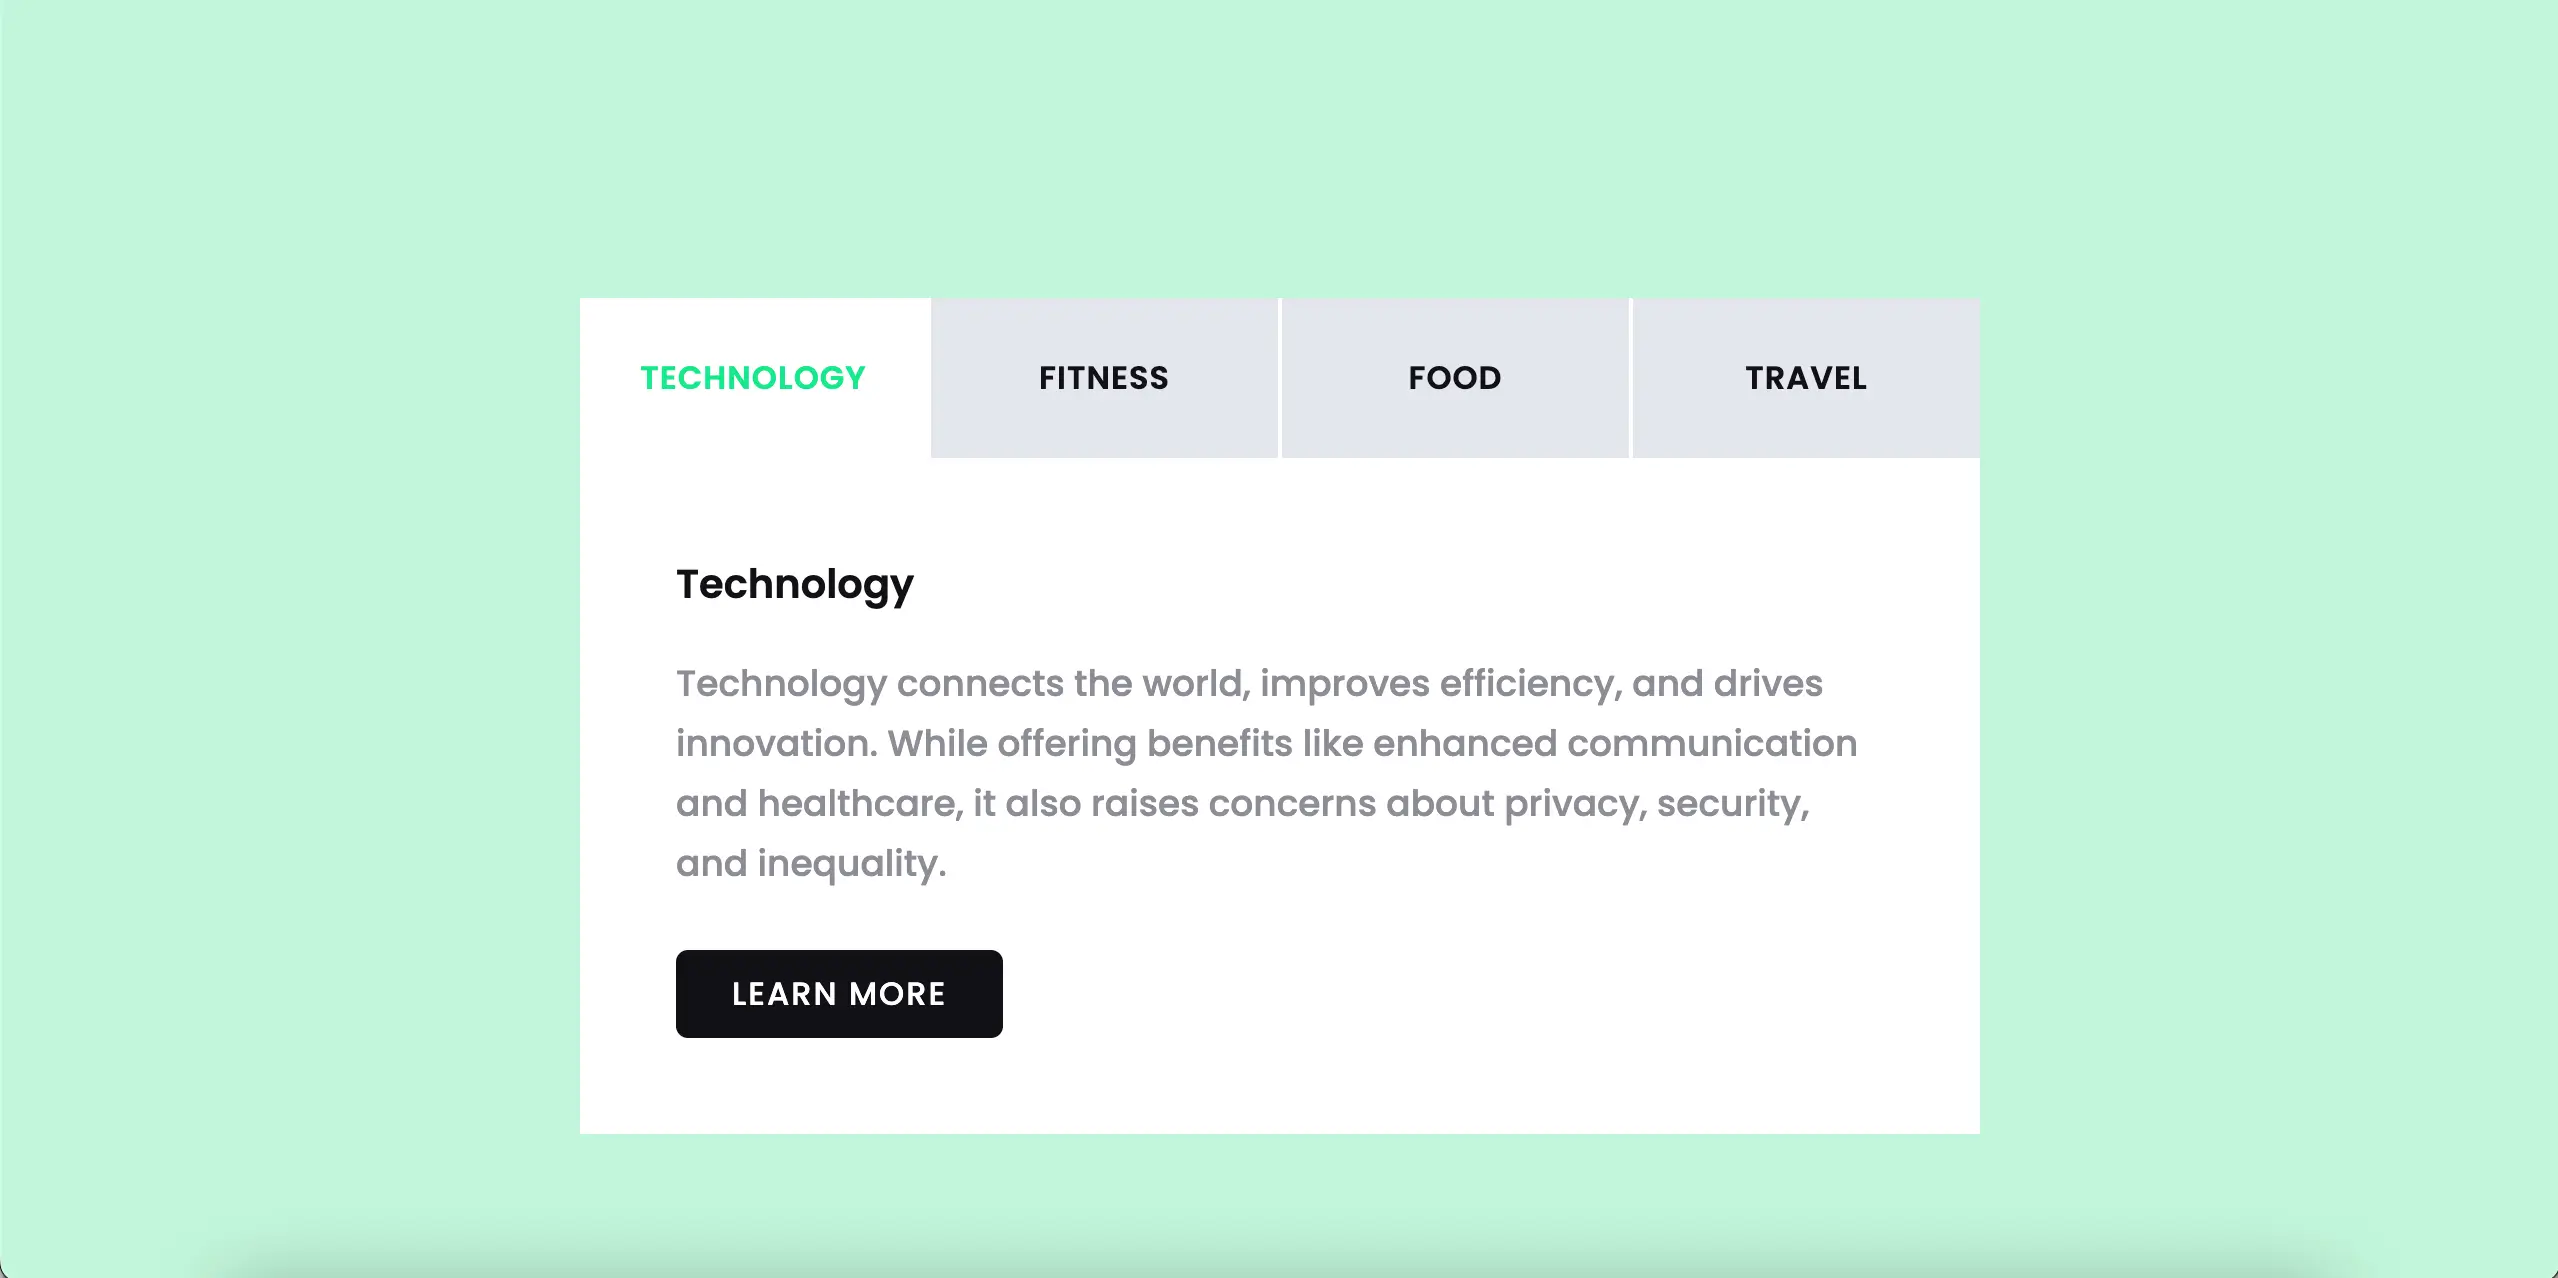 TECHNOLOGY FITNESS FOOD TRAVEL
Technology
Technology connects the world, improves efficiency, and drives
innovation. While offering benefits like enhanced communication
and healthcare, it also raises concerns about privacy, security,
and inequality.
LEARN MORE